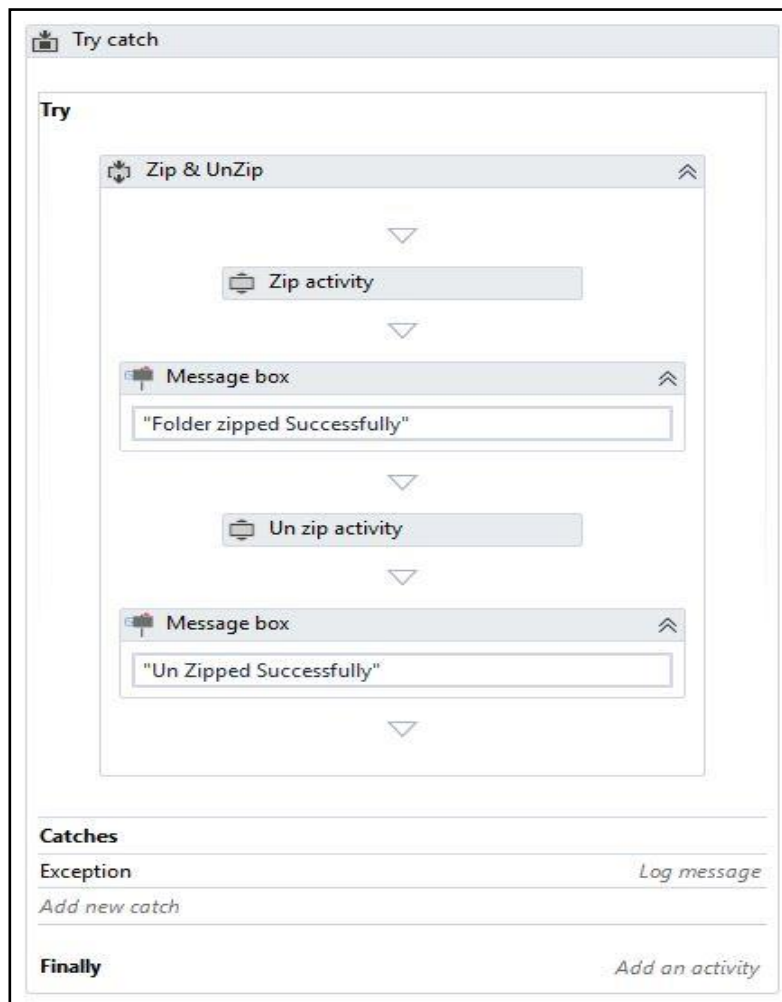 Try catch
Try
Zip & UnZip
Zip activity
Message box
"Folder zipped Successfully"
Un zip activity
Message box
"Un Zipped Successfully"
Catches
Exception Log message
Add new catch
Finally Add an activity